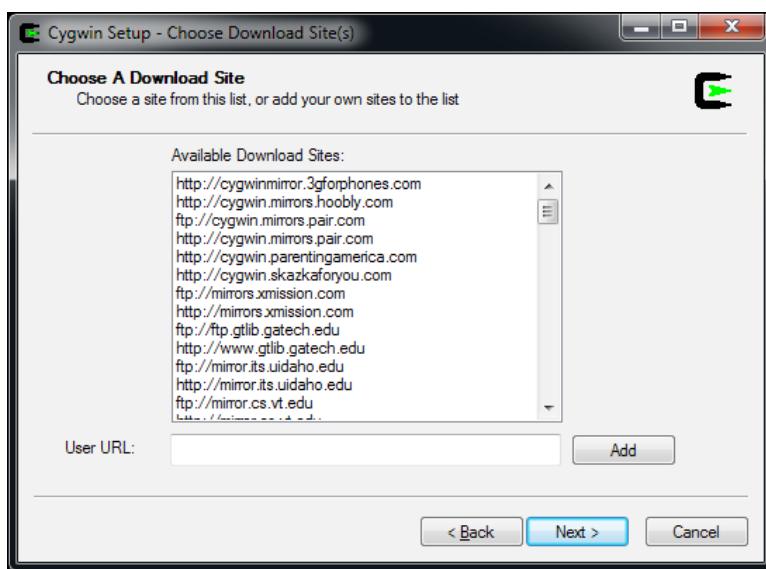 Cygwin Setup - Choose Download Site(s)
Choose A Download Site
Choose a site from this list, or add your own sites to the list
Available Download Sites:
http://cygwinmirror.3gforphones.com
http://cygwin.mirrors.hoobly.com
ftp://cygwin.mirrors.pair.com
http://cygwin.mirrors.pair.com
http://cygwin.parentingamerica.com
http://cygwin.skazkaforyou.com
ftp://mirrors.xmission.com
http://mirrors.xmission.com
ftp://ftp.gtlib.gatech.edu
http://www.gtlib.gatech.edu
ftp://mirror.its.uidaho.edu
http://mirror.its.uidaho.edu
ftp://mirror.cs.vt.edu
User URL:
Add
< Back
Next >
Cancel